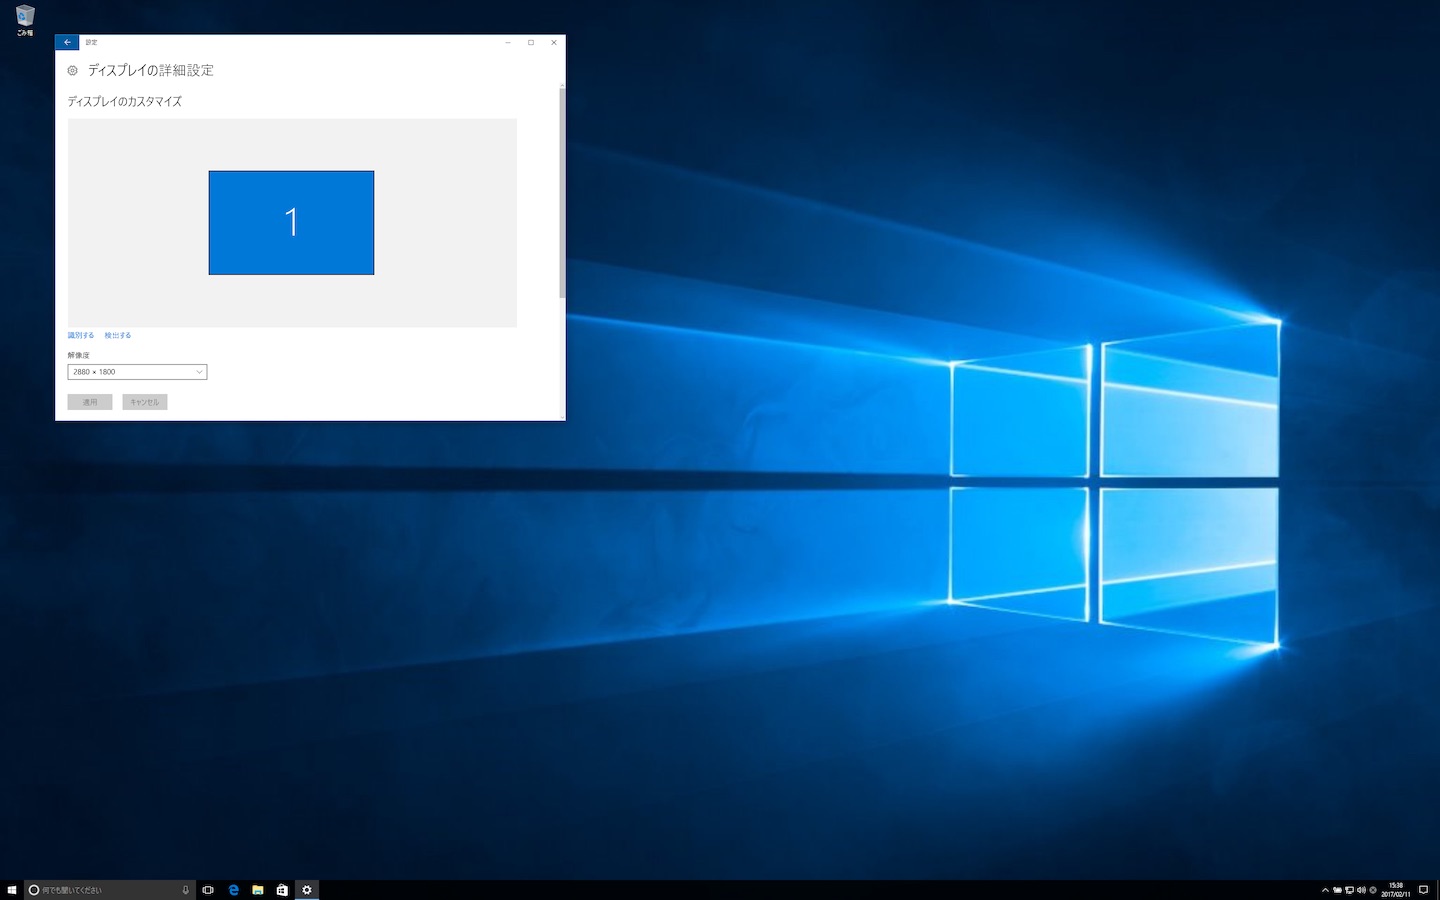 ごみ箱
設定
ディスプレイの詳細設定
ディスプレイのカスタマイズ
1
識別する 検出する
解像度
2880 × 1800
適用 キャンセル
何でも聞いてください
15:38
2017/02/11